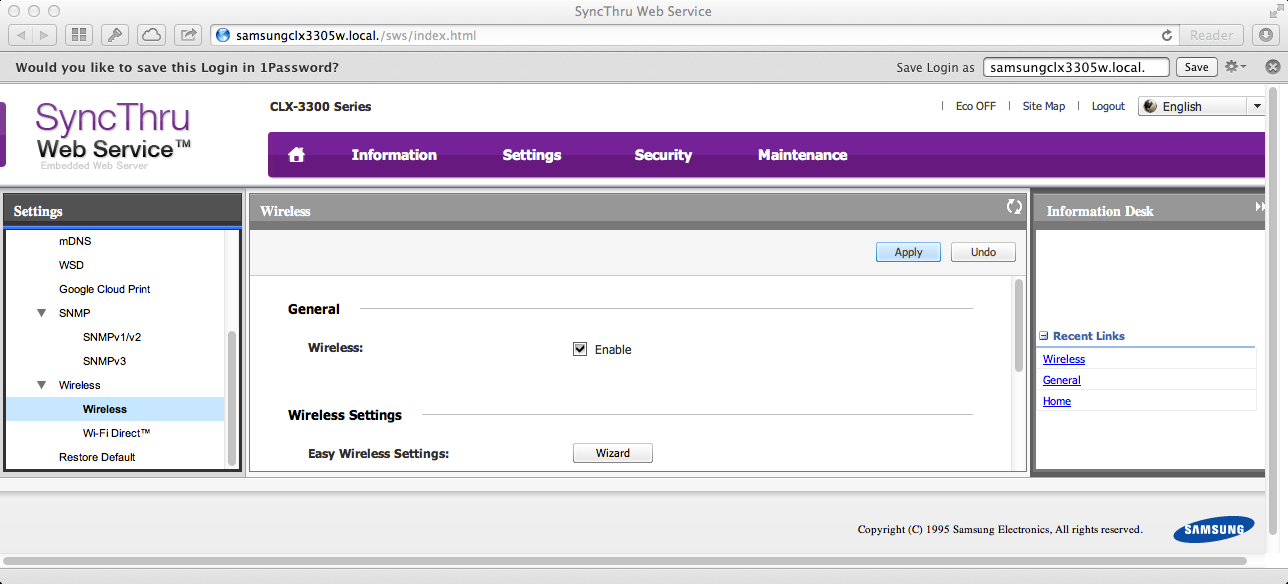 SyncThru Web Service
samsungclx3305w.local./sws/index.html
Reader
Would you like to save this Login in 1Password?
Save Login as
samsungclx3305w.local.
Save
SyncThru
Web Service™
Embedded Web Server
CLX-3300 Series
Eco OFF
Site Map
Logout
English
Information
Settings
Security
Maintenance
Settings
mDNS
WSD
Google Cloud Print
SNMP
SNMPv1/v2
SNMPv3
Wireless
Wireless
Wi-Fi Direct™
Restore Default
Wireless
Apply
Undo
General
Wireless:
Enable
Wireless Settings
Easy Wireless Settings:
Wizard
Information Desk
Recent Links
Wireless
General
Home
Copyright (C) 1995 Samsung Electronics, All rights reserved.
SAMSUNG